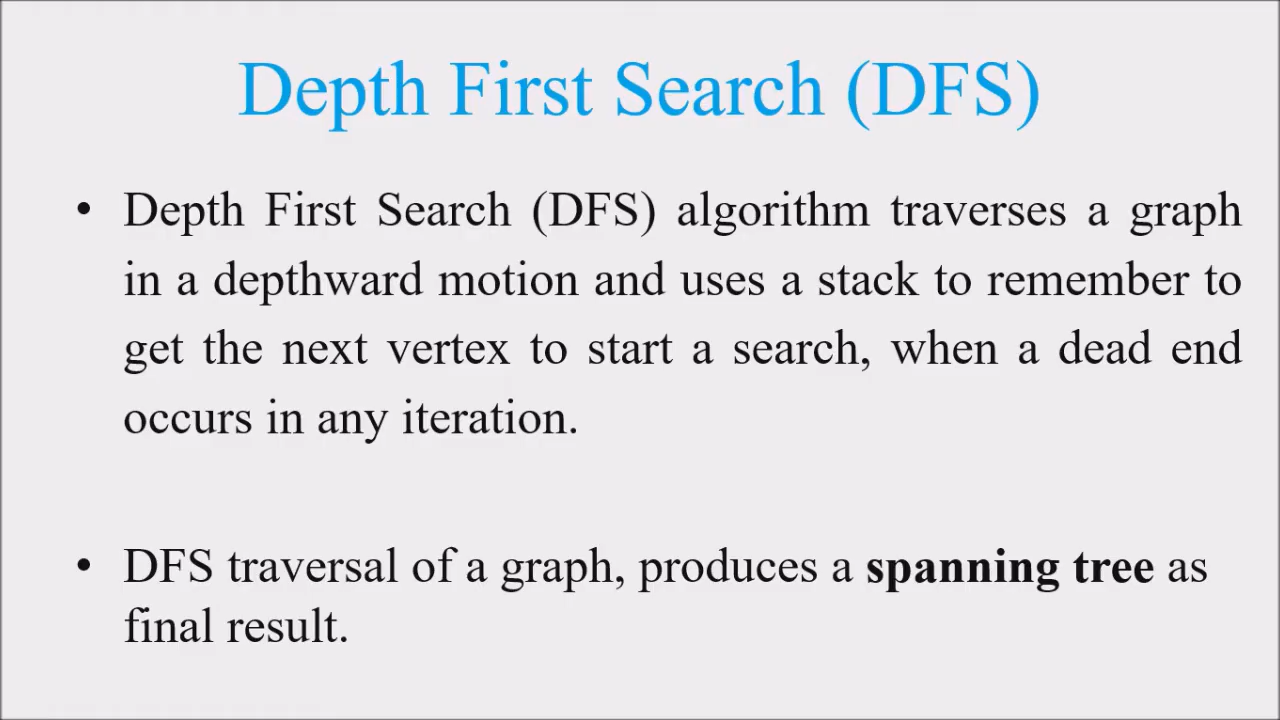 Depth First Search (DFS)
• Depth First Search (DFS) algorithm traverses a graph
in a depthward motion and uses a stack to remember to
get the next vertex to start a search, when a dead end
occurs in any iteration.
• DFS traversal of a graph, produces a spanning tree as
final result.